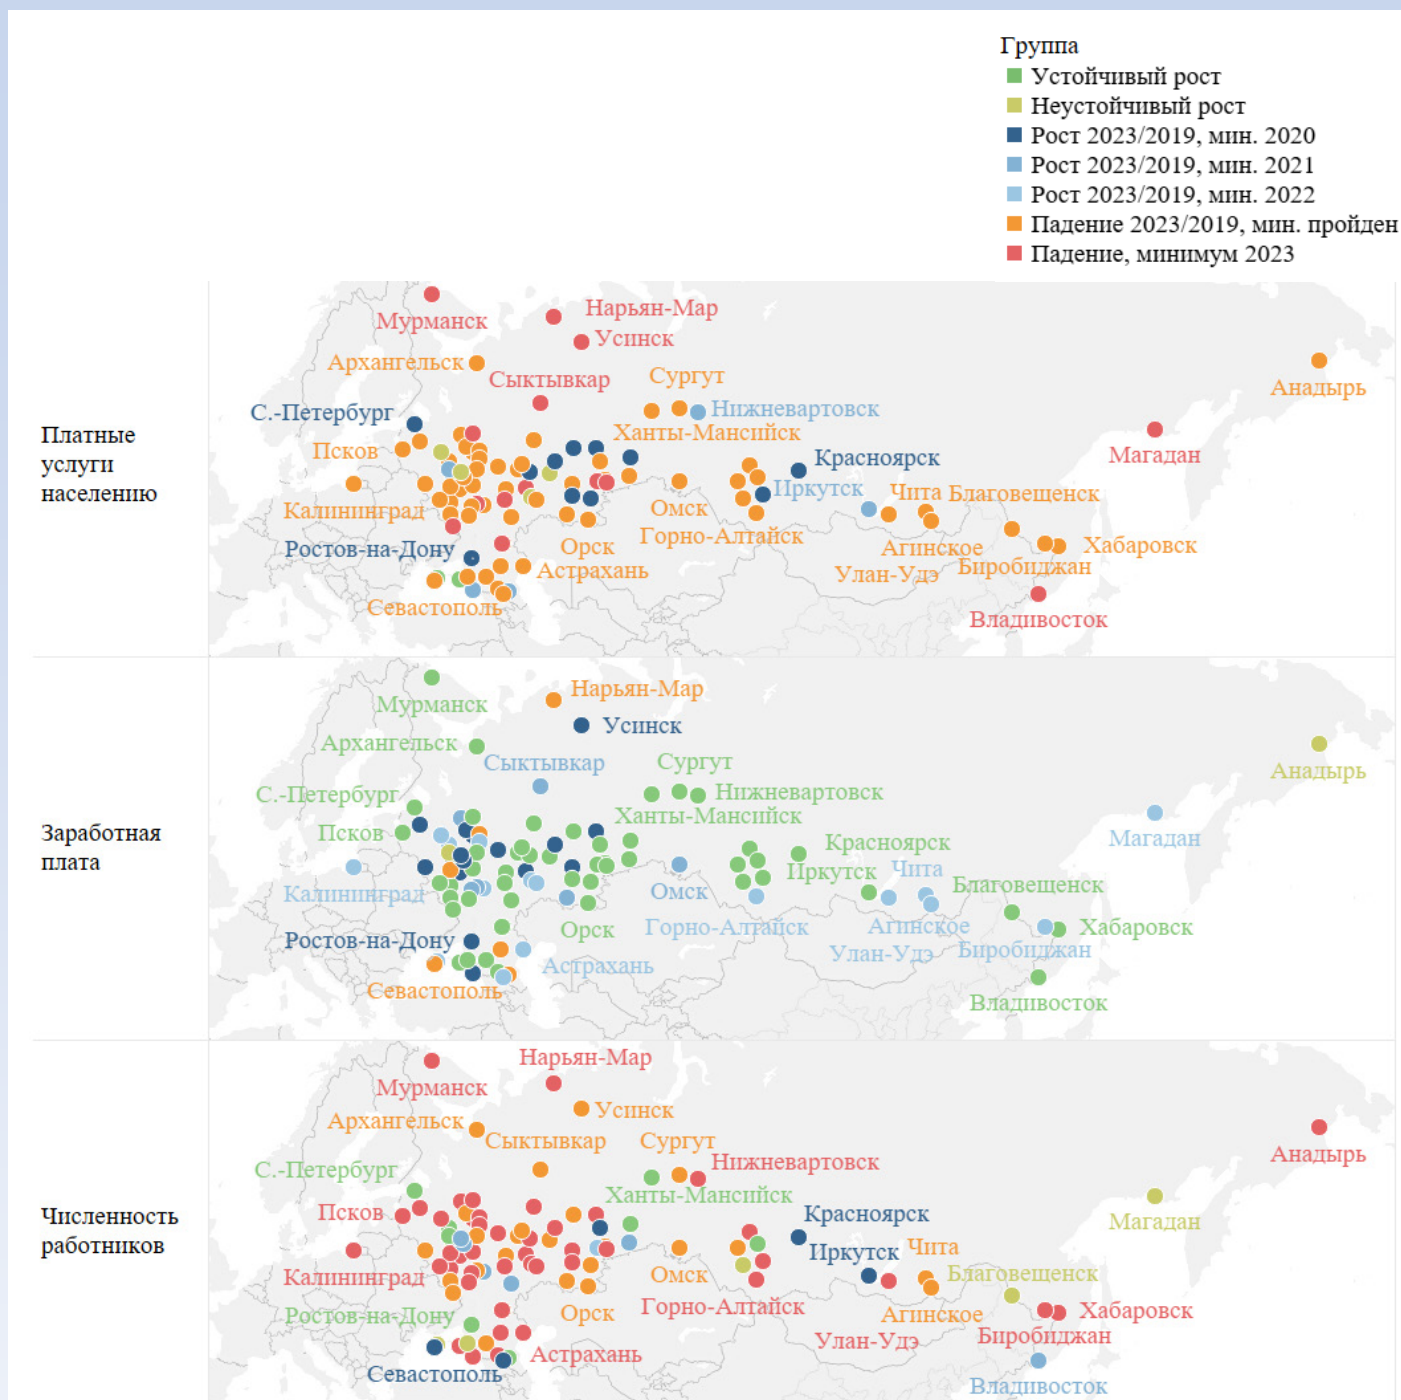 Группа
Устойчивый рост
Неустойчивый рост
Рост 2023/2019, мин. 2020
Рост 2023/2019, мин. 2021
Рост 2023/2019, мин. 2022
Падение 2023/2019, мин. пройден
Падение, минимум 2023
Платные
услуги
населению
Мурманск
Нарьян-Мар
Усинск
Архангельск
Сыктывкар
Сургут
Анадырь
С.-Петербург
Нижневартовск
Псков
Ханты-Мансийск
Магадан
Красноярск
Калининград
Омск
Иркутск
Чита
Благовещенск
Горно-Алтайск
Ростов-на-Дону
Орск
Агинское
Хабаровск
Астрахань
Улан-Удэ
Биробиджан
Севастополь
Владивосток
Заработная
плата
Нарьян-Мар
Мурманск
Усинск
Архангельск
Сыктывкар
Сургут
Анадырь
С.-Петербург
Нижневартовск
Псков
Ханты-Мансийск
Магадан
Красноярск
Калининград
Омск
Иркутск
Чита
Благовещенск
Ростов-на-Дону
Орск
Горно-Алтайск
Агинское
Хабаровск
Астрахань
Улан-Удэ
Биробиджан
Севастополь
Владивосток
Численность
работников
Нарьян-Мар
Мурманск
Усинск
Архангельск
Сыктывкар
Сургут
Анадырь
С.-Петербург
Нижневартовск
Псков
Ханты-Мансийск
Магадан
Красноярск
Калининград
Омск
Иркутск
Чита
Благовещенск
Ростов-на-Дону
Орск
Горно-Алтайск
Агинское
Хабаровск
Астрахань
Улан-Удэ
Биробиджан
Севастополь
Владивосток